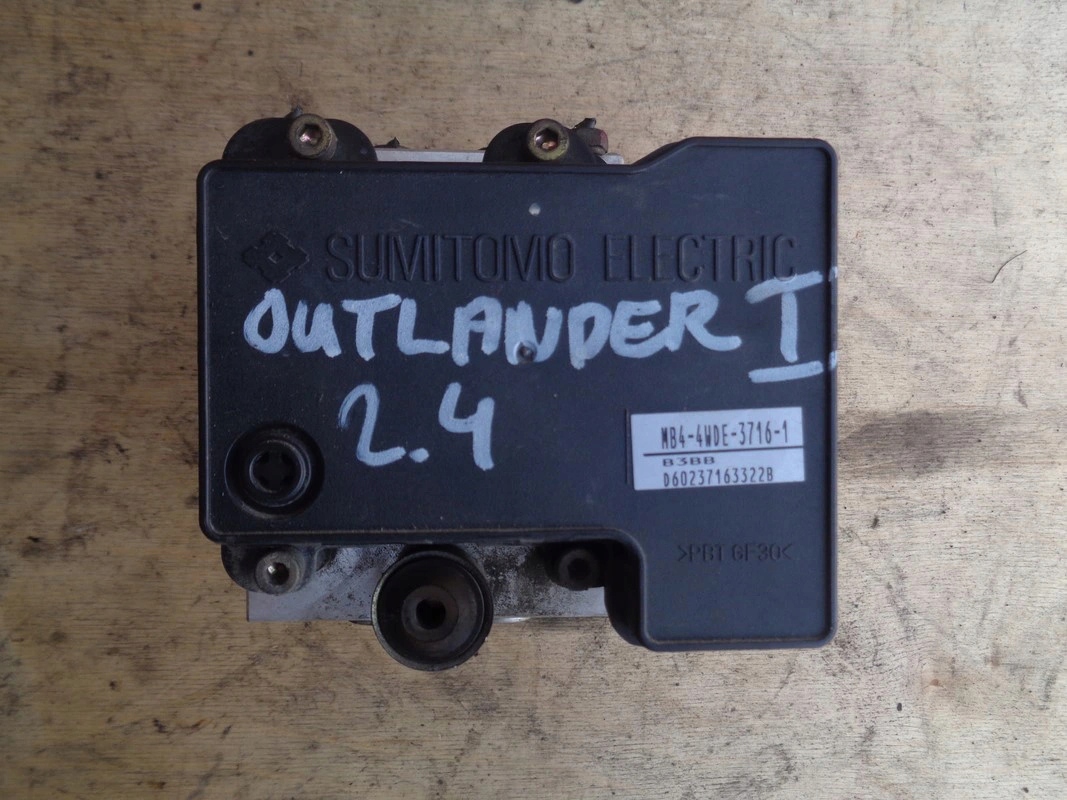 SUMITOMO ELECTRIC
OUTLANDER I
2.4
MB4-4WDE-3716-1
B3BB
D60237163322B
>PBT GF30<